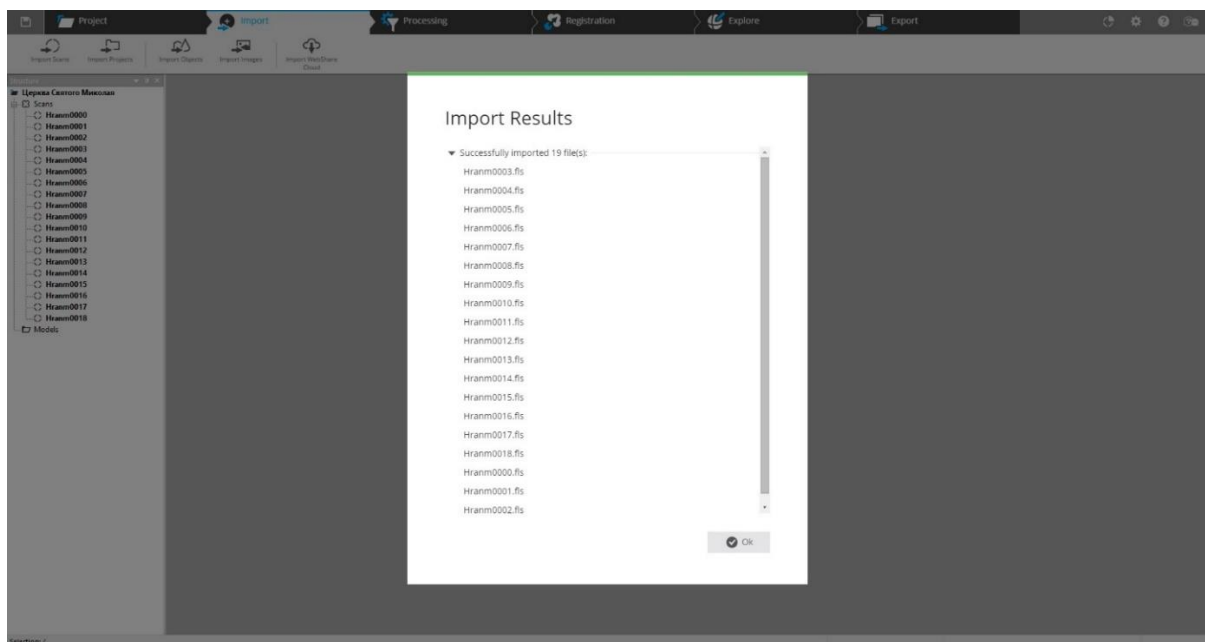 Project
Import
Processing
Registration
Explore
Export
Import Scans
Import Projects
Import Objects
Import Images
Import WebShare
Cloud
Structure
Церква Святого Миколая
Scans
Hranm0000
Hranm0001
Hranm0002
Hranm0003
Hranm0004
Hranm0005
Hranm0006
Hranm0007
Hranm0008
Hranm0009
Hranm0010
Hranm0011
Hranm0012
Hranm0013
Hranm0014
Hranm0015
Hranm0016
Hranm0017
Hranm0018
Models
Import Results
Successfully imported 19 file(s):
Hranm0003.fls
Hranm0004.fls
Hranm0005.fls
Hranm0006.fls
Hranm0007.fls
Hranm0008.fls
Hranm0009.fls
Hranm0010.fls
Hranm0011.fls
Hranm0012.fls
Hranm0013.fls
Hranm0014.fls
Hranm0015.fls
Hranm0016.fls
Hranm0017.fls
Hranm0018.fls
Hranm0000.fls
Hranm0001.fls
Hranm0002.fls
Ok
Selection: /